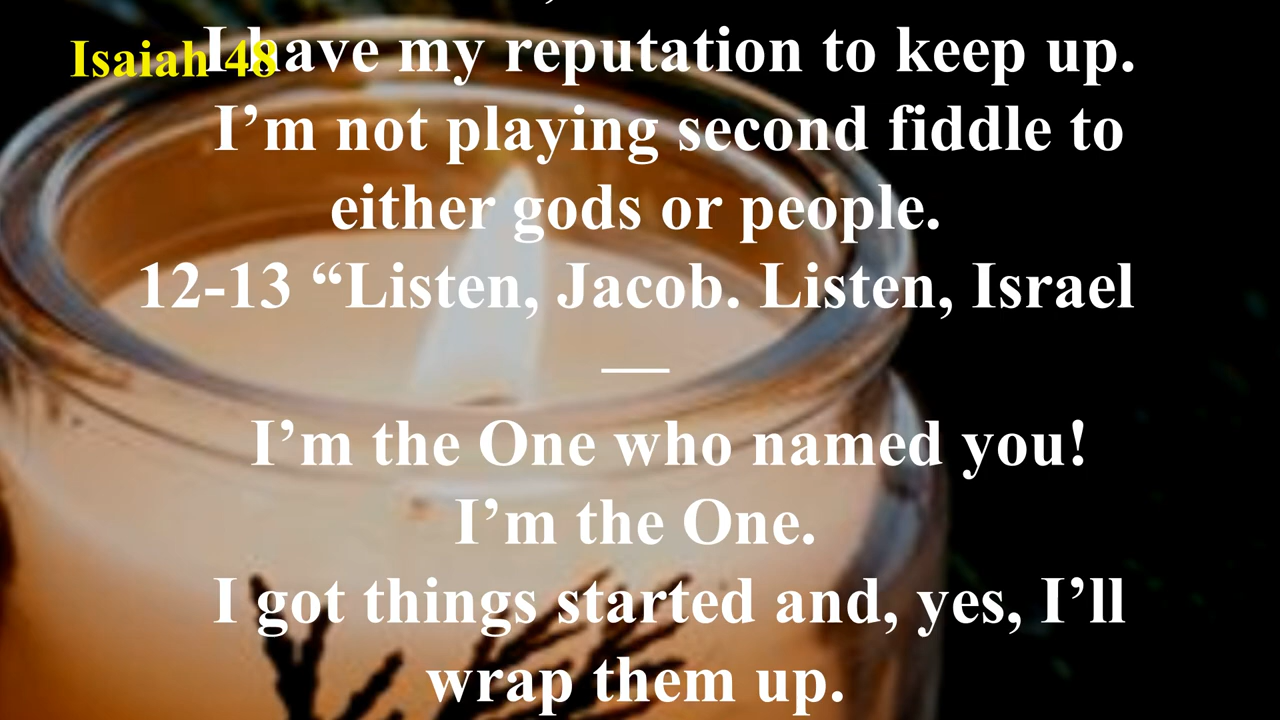 Isaiah 48
I have my reputation to keep up.
I’m not playing second fiddle to
either gods or people.
12-13 “Listen, Jacob. Listen, Israel
—
I’m the One who named you!
I’m the One.
I got things started and, yes, I’ll
wrap them up.